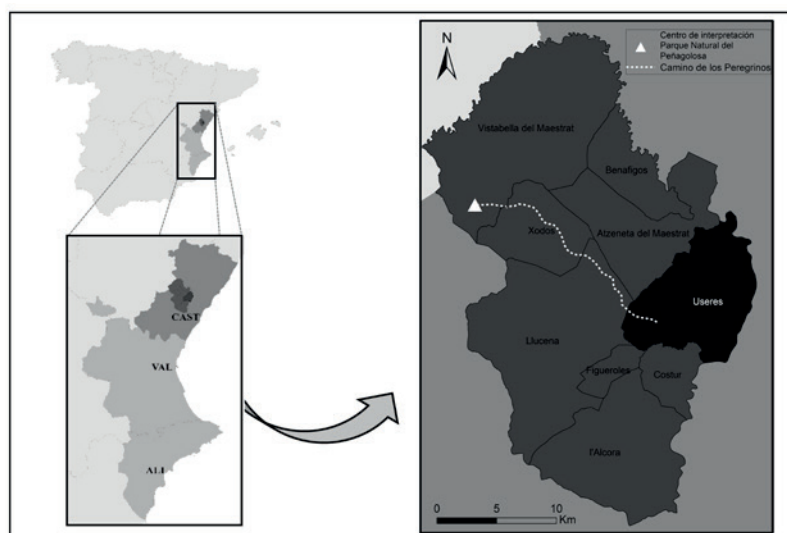 CAST
VAL
ALI
N
Centro de interpretación
Parque Natural del
Peñagolosa
Camino de los Peregrinos
Vistabella del Maestrat
Benafigos
Xodos
Atzeneta del Maestrat
Useres
Llucena
Figueroles
Costur
l'Alcora
0 5 10
Km